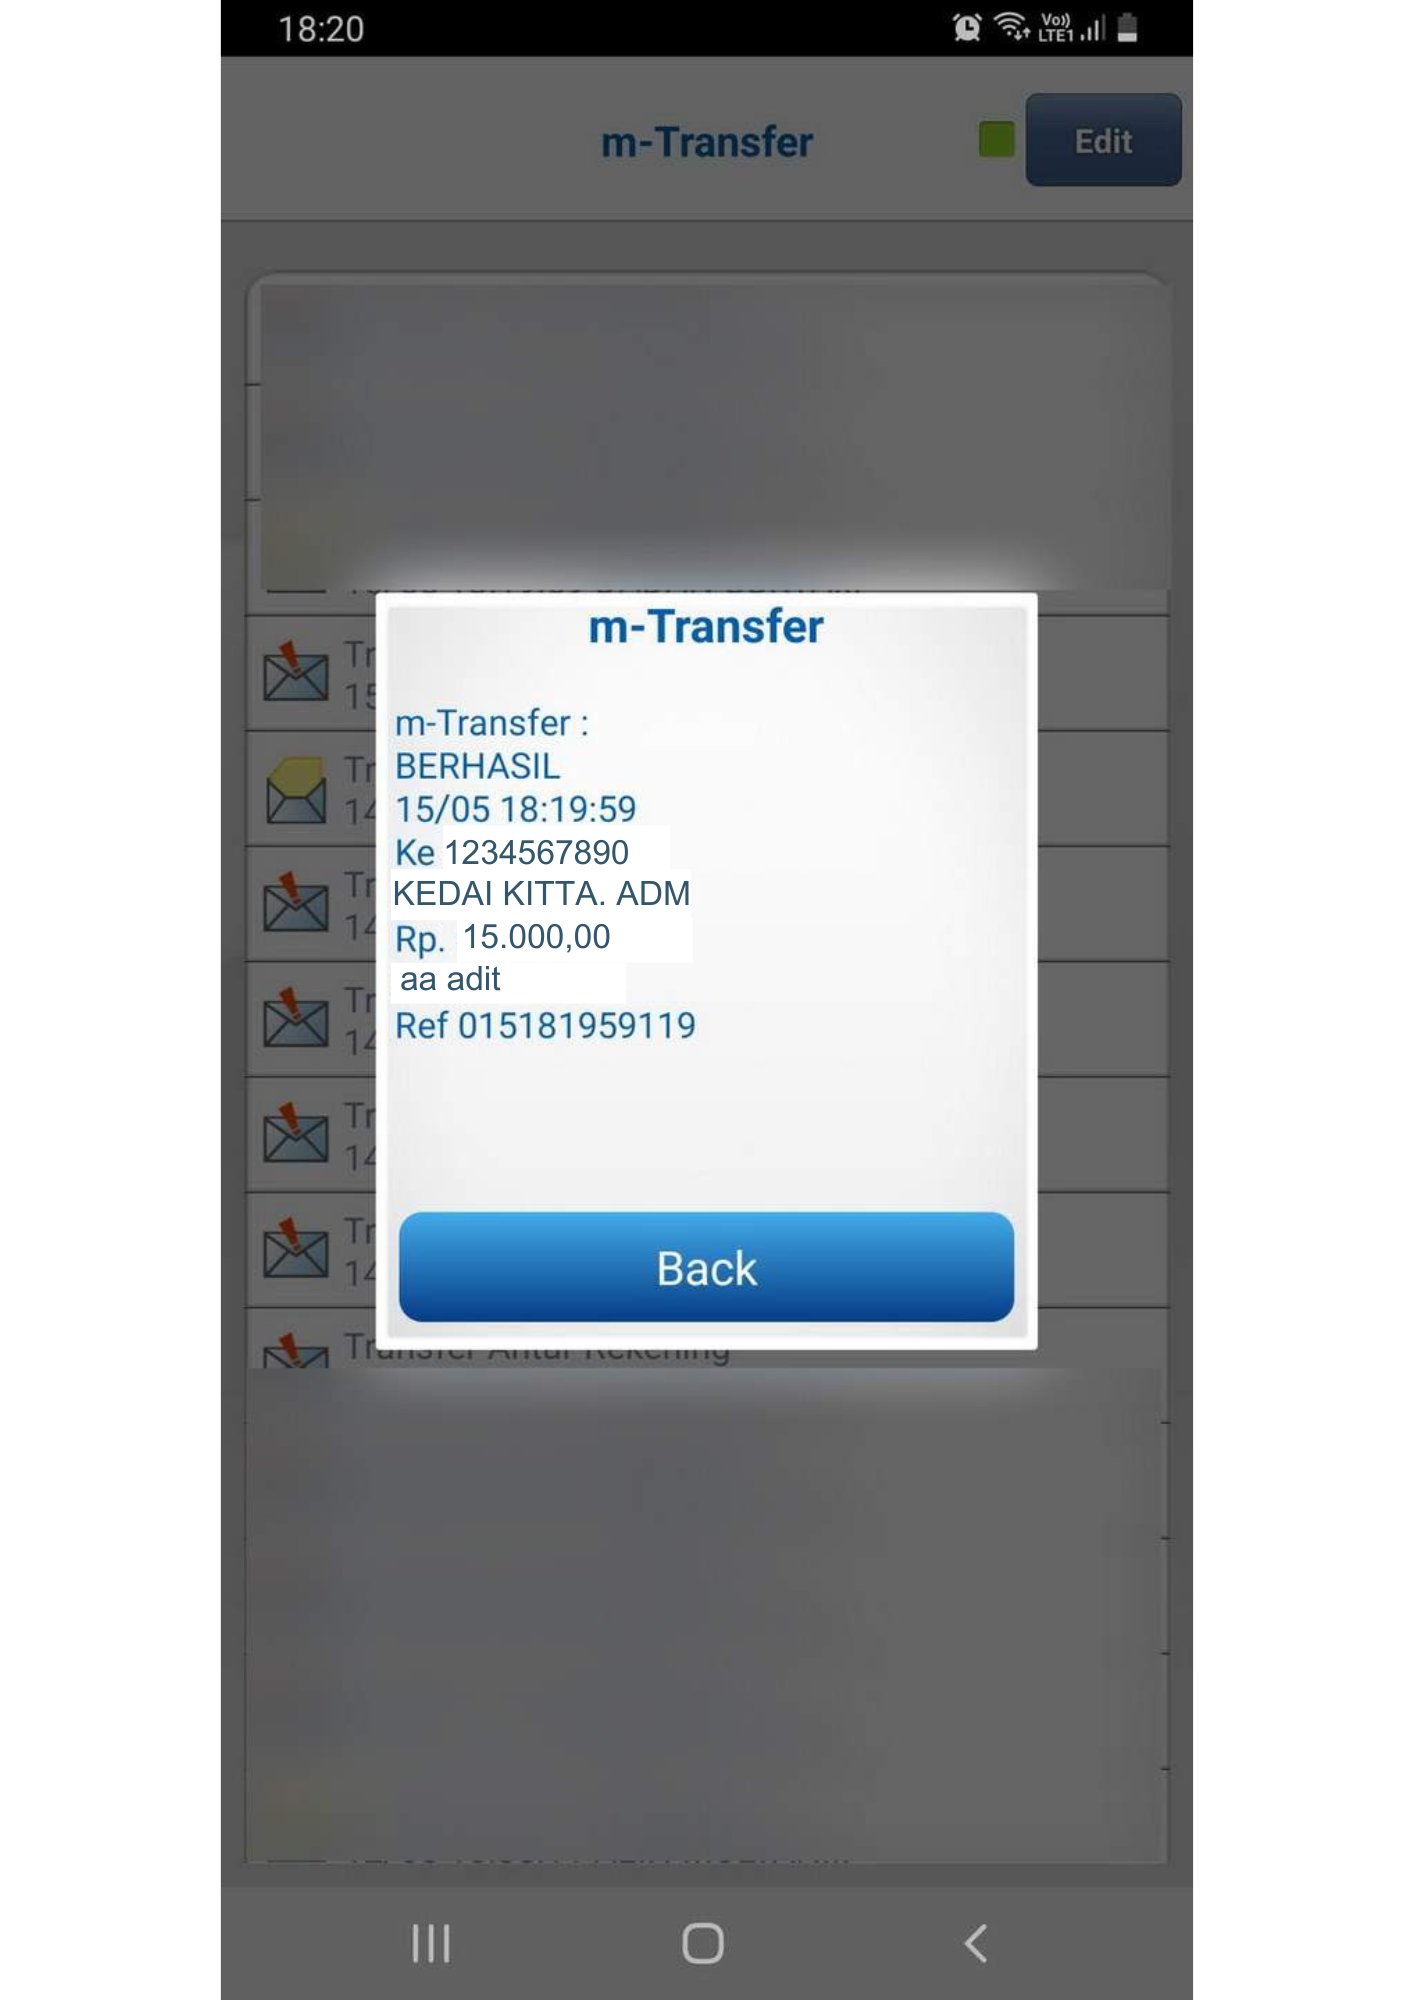 18:20
Vo))
LTE1
m-Transfer
Edit
m-Transfer
m-Transfer :
BERHASIL
15/05 18:19:59
Ke 1234567890
KEDAI KITTA. ADM
Rp. 15.000,00
aa adit
Ref 015181959119
Back
Tr
15
Tr
14
Tr
14
Tr
14
Tr
14
Tr
14
Transfer Antar Rekening